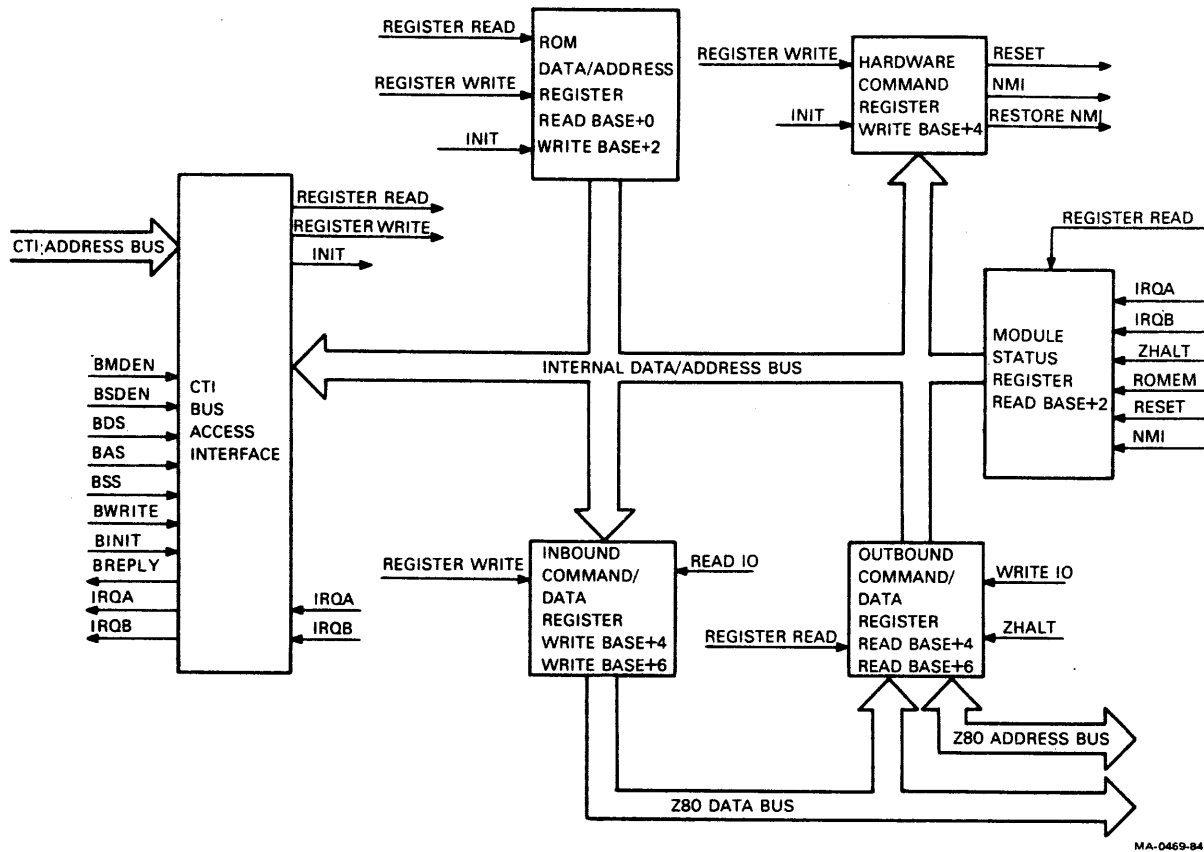 REGISTER READ
REGISTER WRITE
INIT
ROM
DATA/ADDRESS
REGISTER
READ BASE+0
WRITE BASE+2
REGISTER WRITE
INIT
HARDWARE
COMMAND
REGISTER
WRITE BASE+4
RESET
NMI
RESTORE NMI
CTI ADDRESS BUS
REGISTER READ
REGISTER WRITE
INIT
BMDEN
BSDEN
BDS
BAS
BSS
BWRITE
BINIT
BREPLY
IRQA
IRQB
CTI
BUS
ACCESS
INTERFACE
IRQA
IRQB
INTERNAL DATA/ADDRESS BUS
REGISTER READ
MODULE
STATUS
REGISTER
READ BASE+2
IRQA
IRQB
ZHALT
ROMEM
RESET
NMI
REGISTER WRITE
INBOUND
COMMAND/
DATA
REGISTER
WRITE BASE+4
WRITE BASE+6
READ IO
REGISTER READ
OUTBOUND
COMMAND/
DATA
REGISTER
READ BASE+4
READ BASE+6
WRITE IO
ZHALT
Z80 ADDRESS BUS
Z80 DATA BUS
MA-0469-84